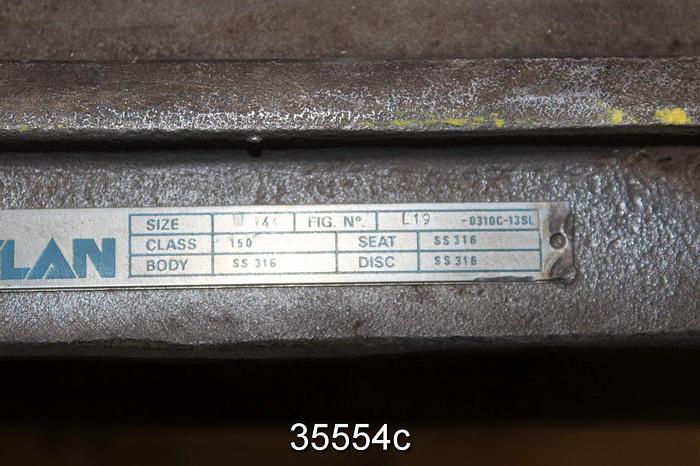 LAN
SIZE 14 FIG. Nº. L19 -0310C-13SL
CLASS 150 SEAT SS 316
BODY SS 316 DISC SS 316
35554c